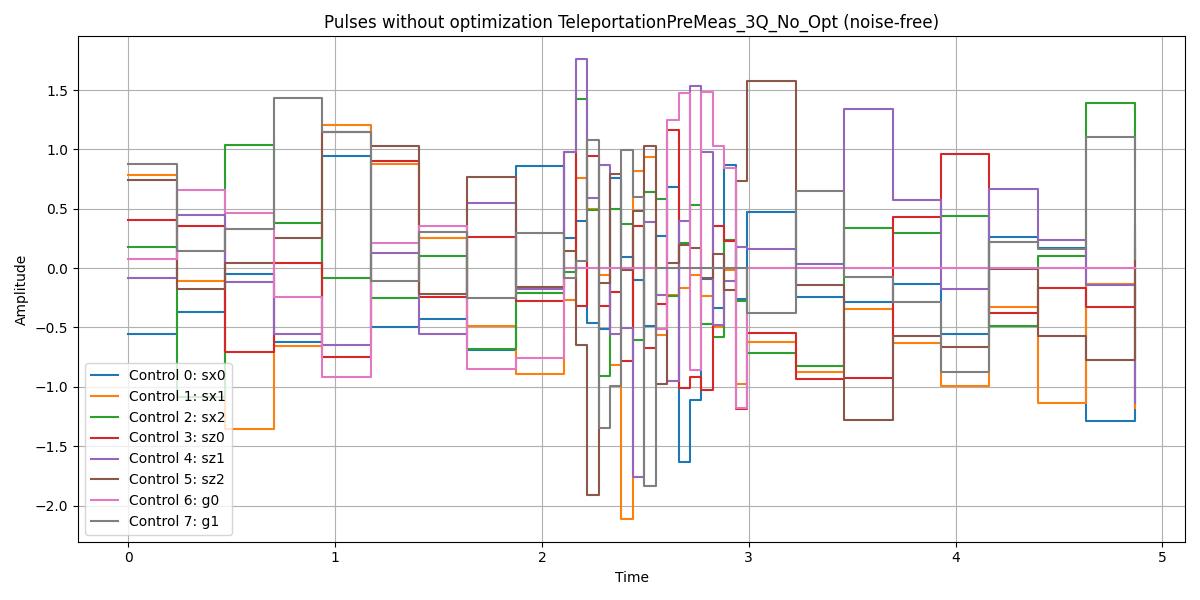 Pulses without optimization TeleportationPreMeas_3Q_No_Opt (noise-free)
Amplitude
1.5
1.0
0.5
0.0
−0.5
−1.0
−1.5
−2.0
Control 0: sx0
Control 1: sx1
Control 2: sx2
Control 3: sz0
Control 4: sz1
Control 5: sz2
Control 6: g0
Control 7: g1
0 1 2 3 4 5
Time